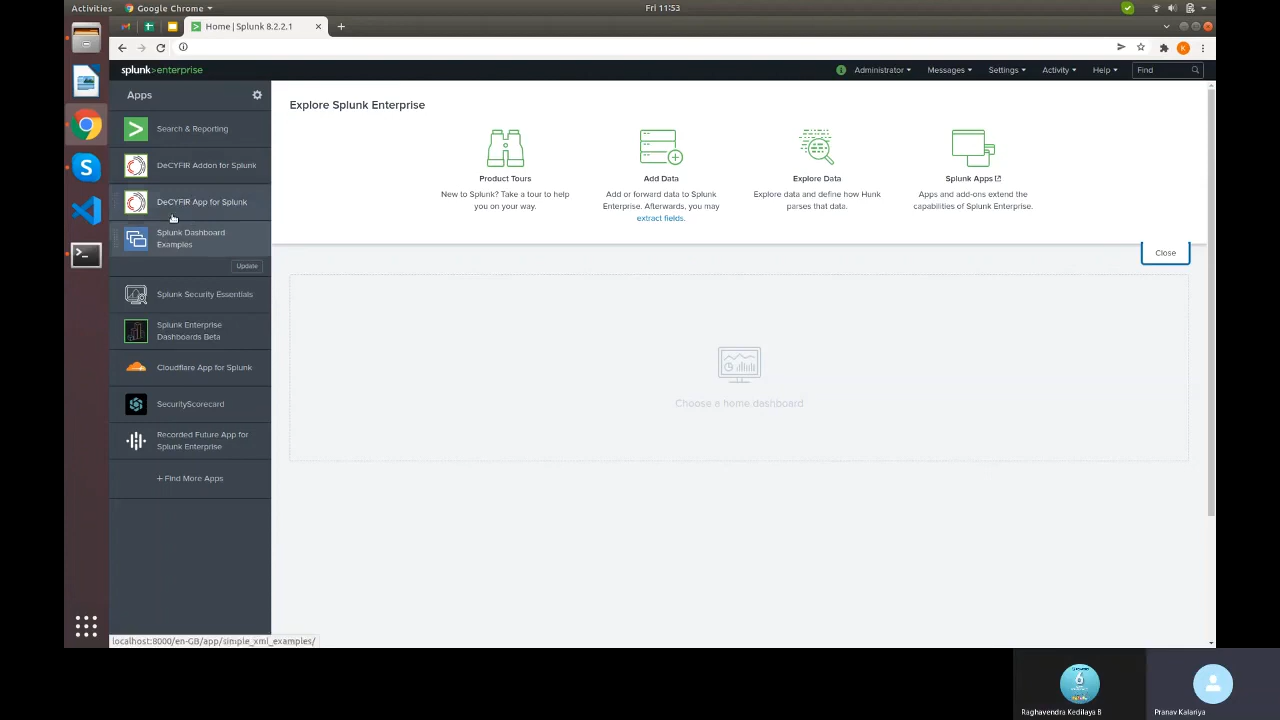 Activities
Google Chrome
Fri 11:53
Home | Splunk 8.2.2.1
splunk>enterprise
Administrator
Messages
Settings
Activity
Help
Find
Apps
Search & Reporting
DeCYFIR Addon for Splunk
DeCYFIR App for Splunk
Splunk Dashboard
Examples
Update
Splunk Security Essentials
Splunk Enterprise
Dashboards Beta
Cloudflare App for Splunk
SecurityScorecard
Recorded Future App for
Splunk Enterprise
+ Find More Apps
Explore Splunk Enterprise
Product Tours
New to Splunk? Take a tour to help
you on your way.
Add Data
Add or forward data to Splunk
Enterprise. Afterwards, you may
extract fields.
Explore Data
Explore data and define how Hunk
parses that data.
Splunk Apps
Apps and add-ons extend the
capabilities of Splunk Enterprise.
Close
Choose a home dashboard
localhost:8000/en-GB/app/simple_xml_examples/
K
6
Raghavendra Kedilaya B
Pranav Kalariya